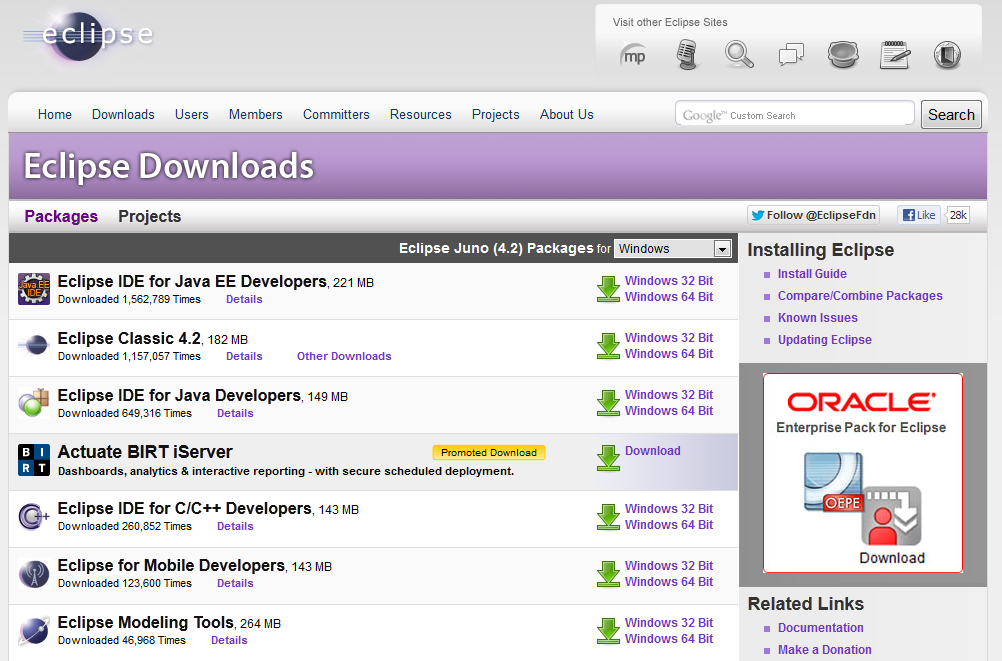 eclipse
Visit other Eclipse Sites
mp
Home Downloads Users Members Committers Resources Projects About Us
Google™ Custom Search
Search
Eclipse Downloads
Packages Projects
Follow @EclipseFdn
Like 28k
Eclipse Juno (4.2) Packages for Windows
Java EE
IDE
Eclipse IDE for Java EE Developers, 221 MB
Downloaded 1,562,789 Times Details
Windows 32 Bit
Windows 64 Bit
Eclipse Classic 4.2, 182 MB
Downloaded 1,157,057 Times Details Other Downloads
Windows 32 Bit
Windows 64 Bit
Eclipse IDE for Java Developers, 149 MB
Downloaded 649,316 Times Details
Windows 32 Bit
Windows 64 Bit
B I
R T
Actuate BIRT iServer
Promoted Download
Dashboards, analytics & interactive reporting - with secure scheduled deployment.
Download
C++
Eclipse IDE for C/C++ Developers, 143 MB
Downloaded 260,852 Times Details
Windows 32 Bit
Windows 64 Bit
Eclipse for Mobile Developers, 143 MB
Downloaded 123,600 Times Details
Windows 32 Bit
Windows 64 Bit
Eclipse Modeling Tools, 264 MB
Downloaded 46,968 Times Details
Windows 32 Bit
Windows 64 Bit
Installing Eclipse
Install Guide
Compare/Combine Packages
Known Issues
Updating Eclipse
ORACLE
Enterprise Pack for Eclipse
OEPE
Download
Related Links
Documentation
Make a Donation